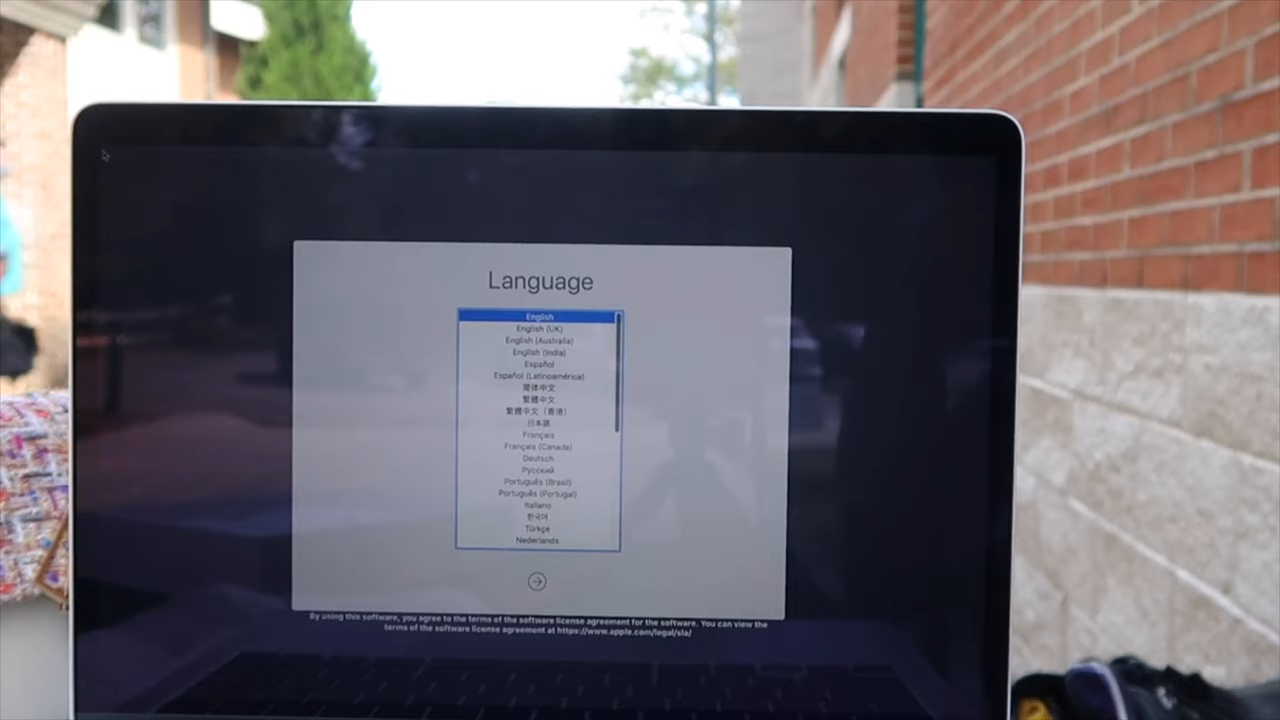 Language
English
English (UK)
English (Australia)
English (India)
Español
Español (Latinoamérica)
简体中文
繁體中文
繁體中文（香港）
日本語
Français
Français (Canada)
Deutsch
Русский
Português (Brasil)
Português (Portugal)
Italiano
한국어
Türkçe
Nederlands
By using this software, you agree to the terms of the software license agreement for the software. You can view the
terms of the software license agreement at https://www.apple.com/legal/sla/